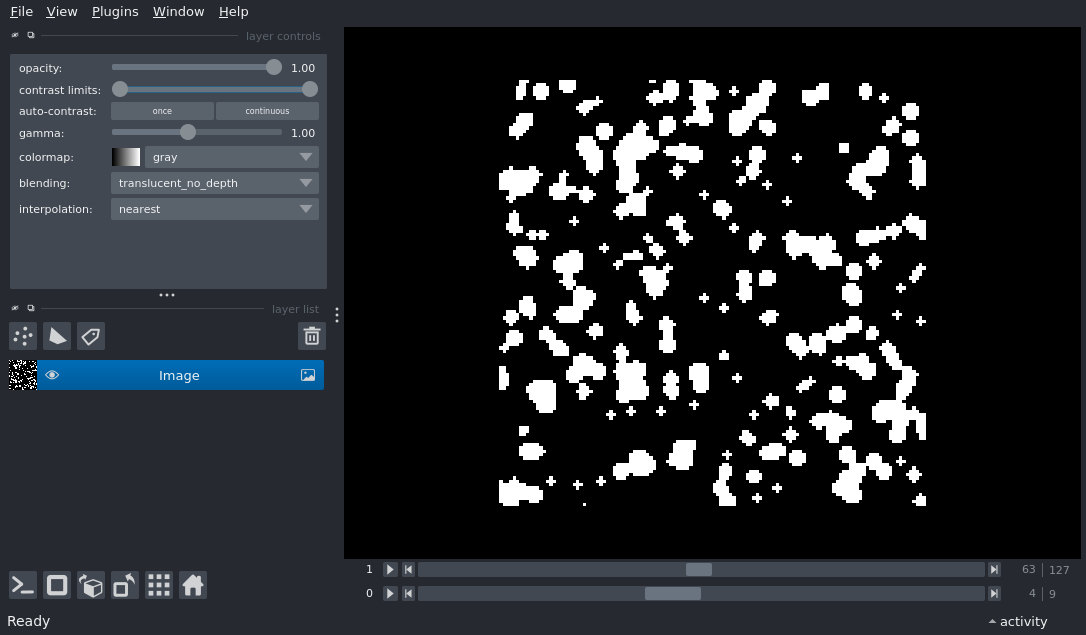 File View Plugins Window Help
layer controls
opacity: 1.00
contrast limits:
auto-contrast: once continuous
gamma: 1.00
colormap: gray
blending: translucent_no_depth
interpolation: nearest
layer list
Image
1 63 127
0 4 9
Ready activity